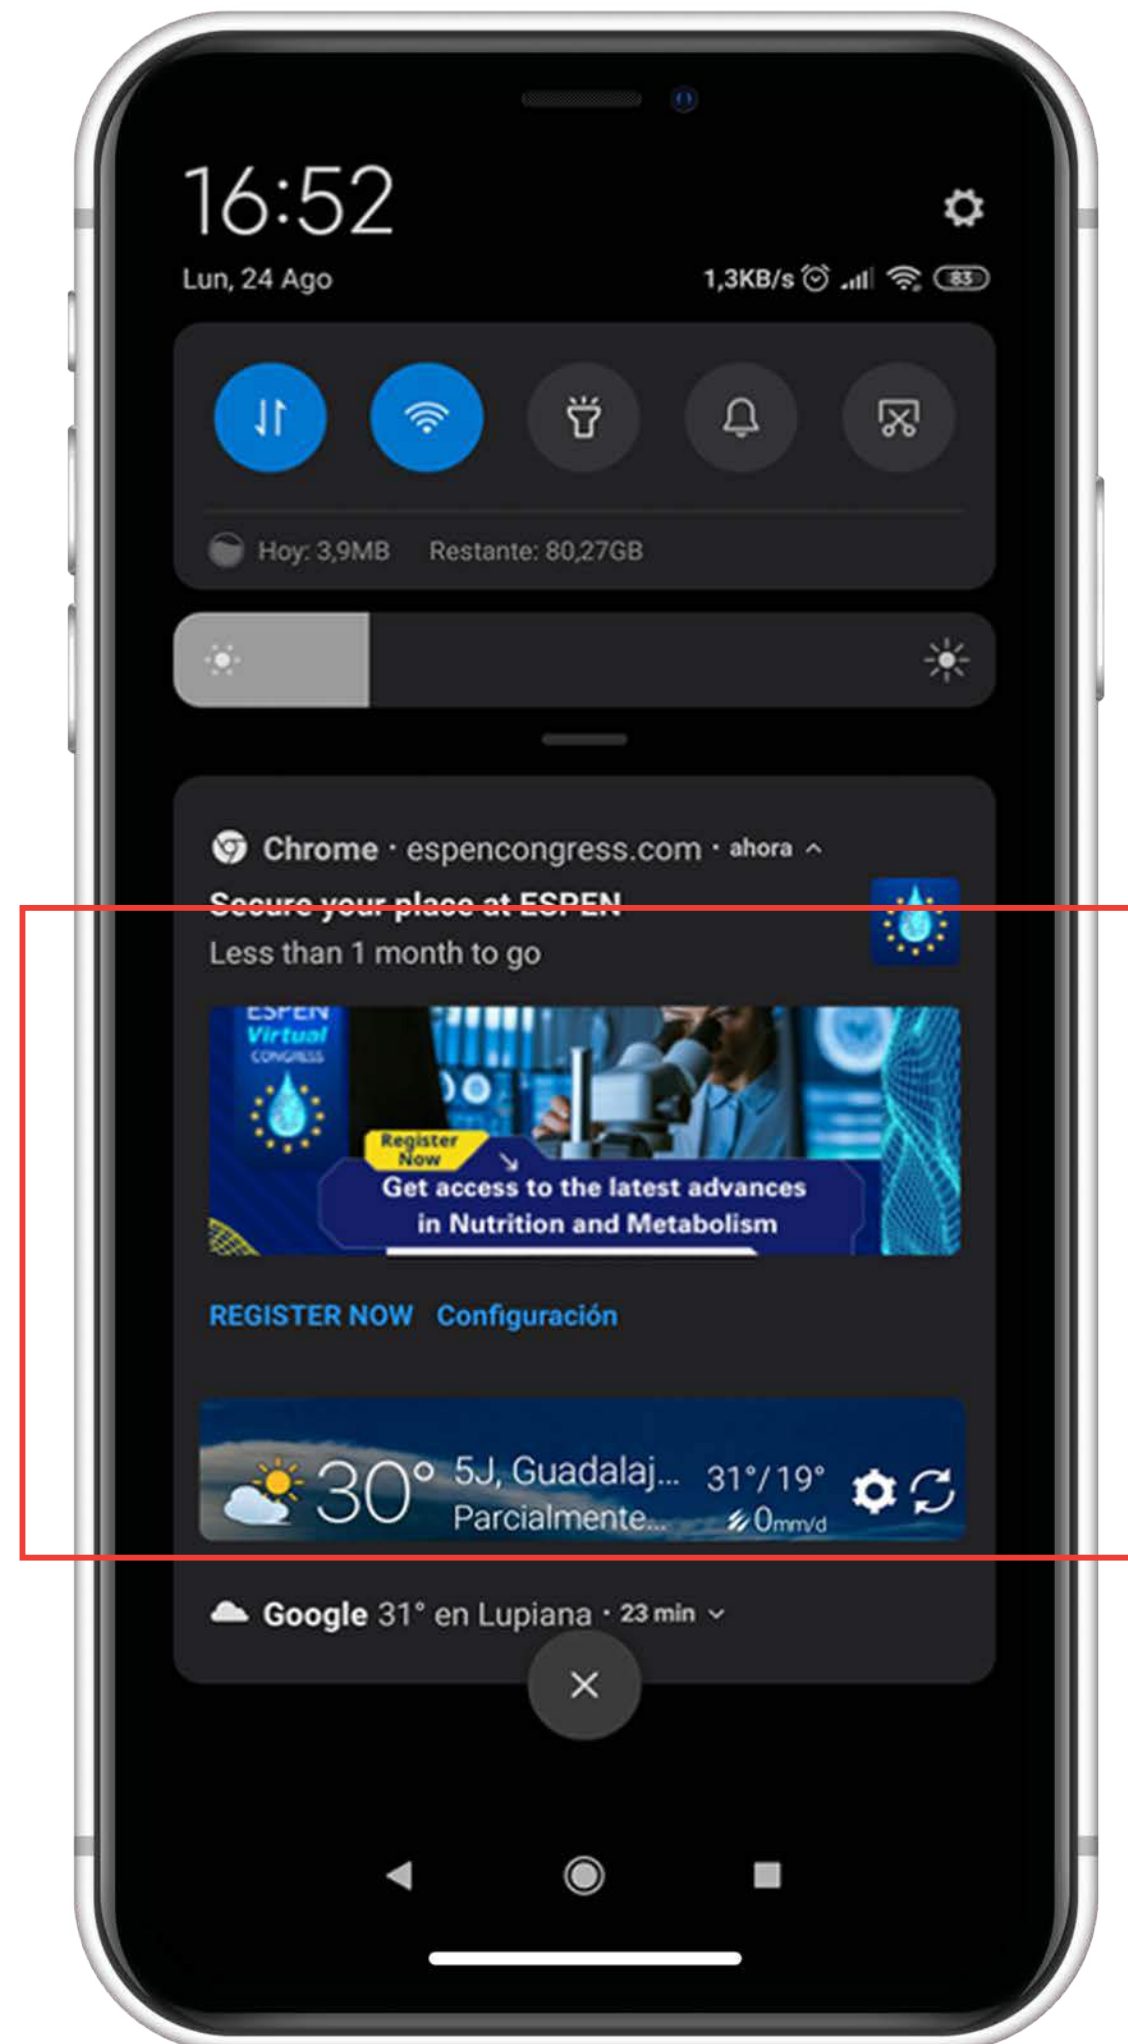 16:52
Lun, 24 Ago
1,3KB/s 83
Hoy: 3,9MB Restante: 80,27GB
Chrome · espencongress.com · ahora
Secure your place at ESPEN
Less than 1 month to go
ESPEN
Virtual
CONGRESS
Register
Now
Get access to the latest advances
in Nutrition and Metabolism
REGISTER NOW Configuración
30° 5J, Guadalaj... 31°/19°
Parcialmente... 0mm/d
Google 31° en Lupiana · 23 min